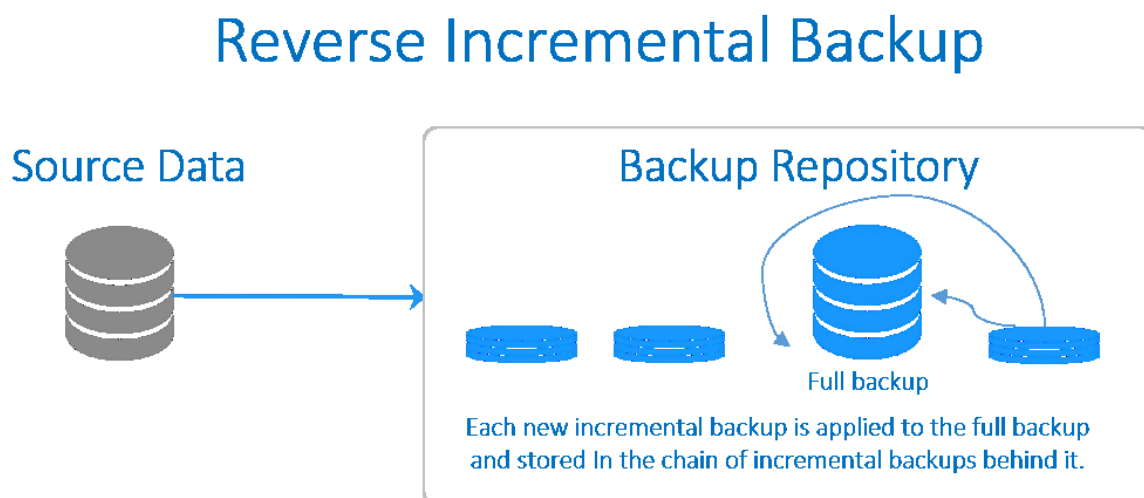 Reverse Incremental Backup
Source Data
Backup Repository
Full backup
Each new incremental backup is applied to the full backup
and stored In the chain of incremental backups behind it.